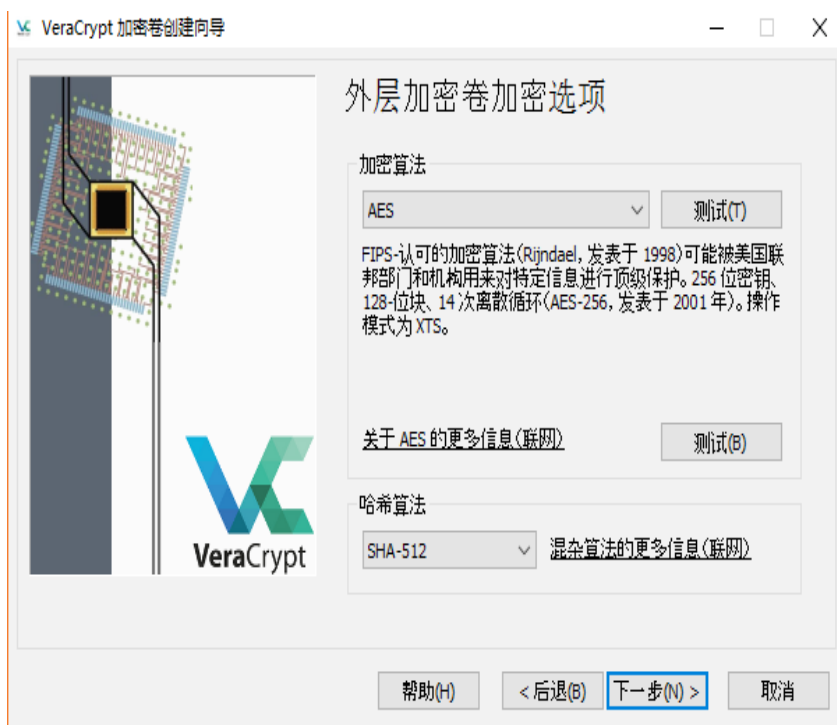 VeraCrypt 加密卷创建向导
外层加密卷加密选项
加密算法
AES
测试(T)
FIPS-认可的加密算法(Rijndael, 发表于 1998)可能被美国联
邦部门和机构用来对特定信息进行顶级保护。256 位密钥、
128-位块、14 次离散循环(AES-256, 发表于 2001 年)。操作
模式为 XTS。
关于 AES 的更多信息(联网)
测试(B)
哈希算法
SHA-512
混杂算法的更多信息(联网)
VeraCrypt
帮助(H)
< 后退(B)
下一步(N) >
取消